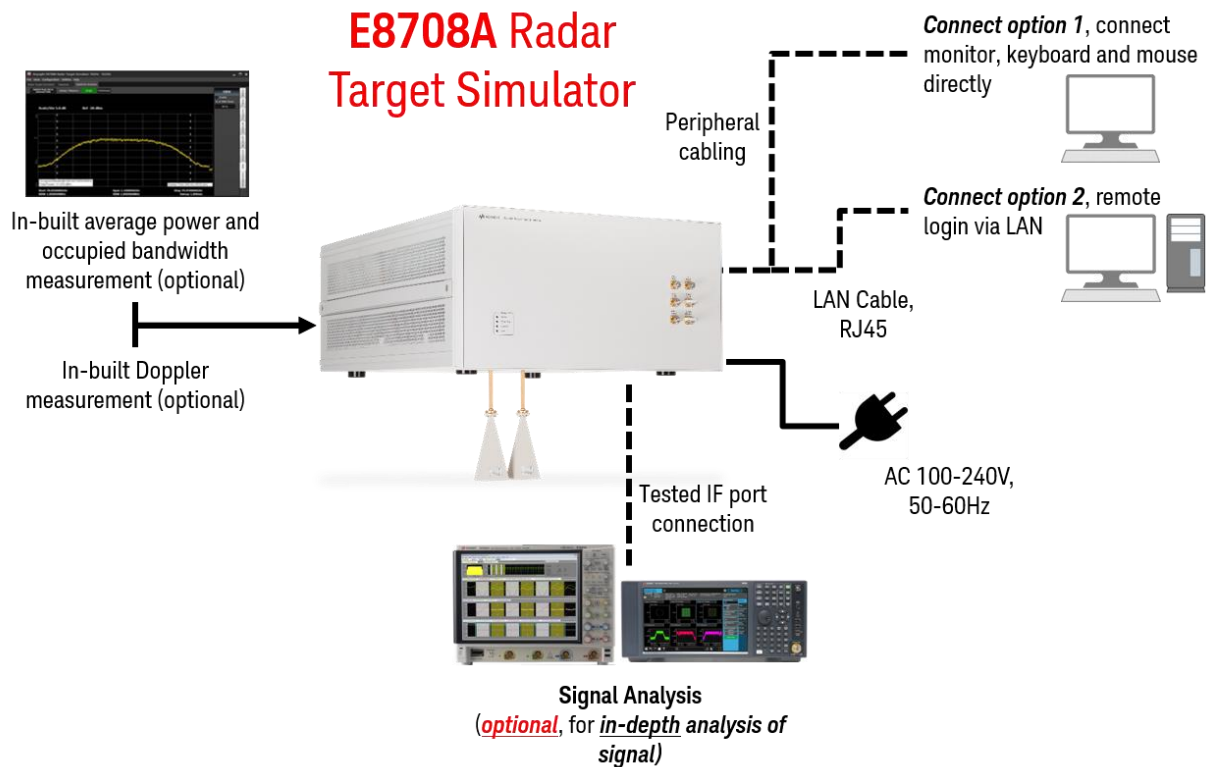 E8708A Radar
Target Simulator
Connect option 1, connect
monitor, keyboard and mouse
directly
Peripheral
cabling
Connect option 2, remote
login via LAN
In-built average power and
occupied bandwidth
measurement (optional)
LAN Cable,
RJ45
In-built Doppler
measurement (optional)
AC 100-240V,
50-60Hz
Tested IF port
connection
Signal Analysis
(optional, for in-depth analysis of
signal)